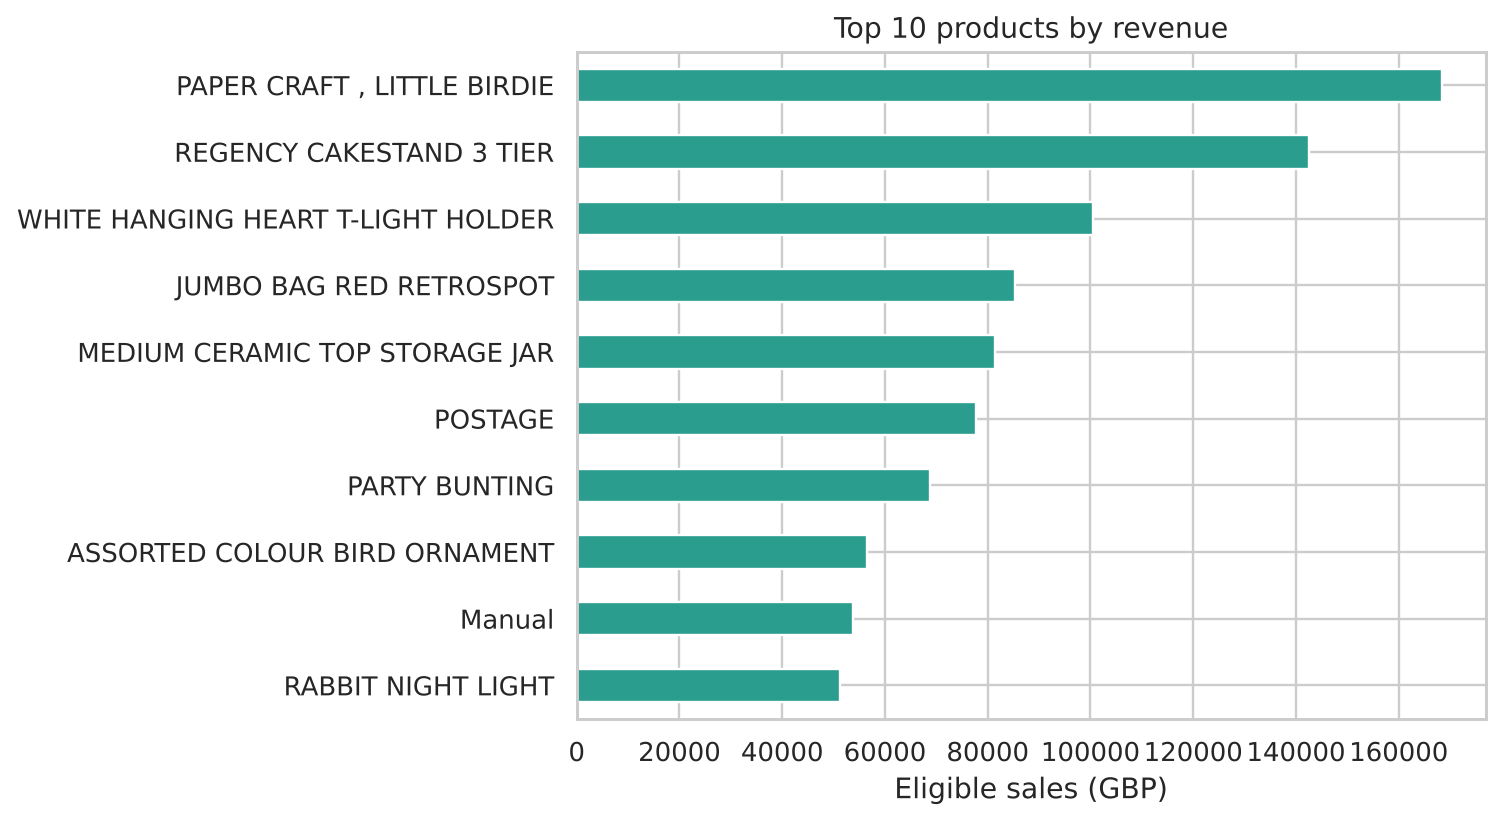 Top 10 products by revenue
PAPER CRAFT , LITTLE BIRDIE
REGENCY CAKESTAND 3 TIER
WHITE HANGING HEART T-LIGHT HOLDER
JUMBO BAG RED RETROSPOT
MEDIUM CERAMIC TOP STORAGE JAR
POSTAGE
PARTY BUNTING
ASSORTED COLOUR BIRD ORNAMENT
Manual
RABBIT NIGHT LIGHT
0 20000 40000 60000 80000 100000 120000 140000 160000
Eligible sales (GBP)